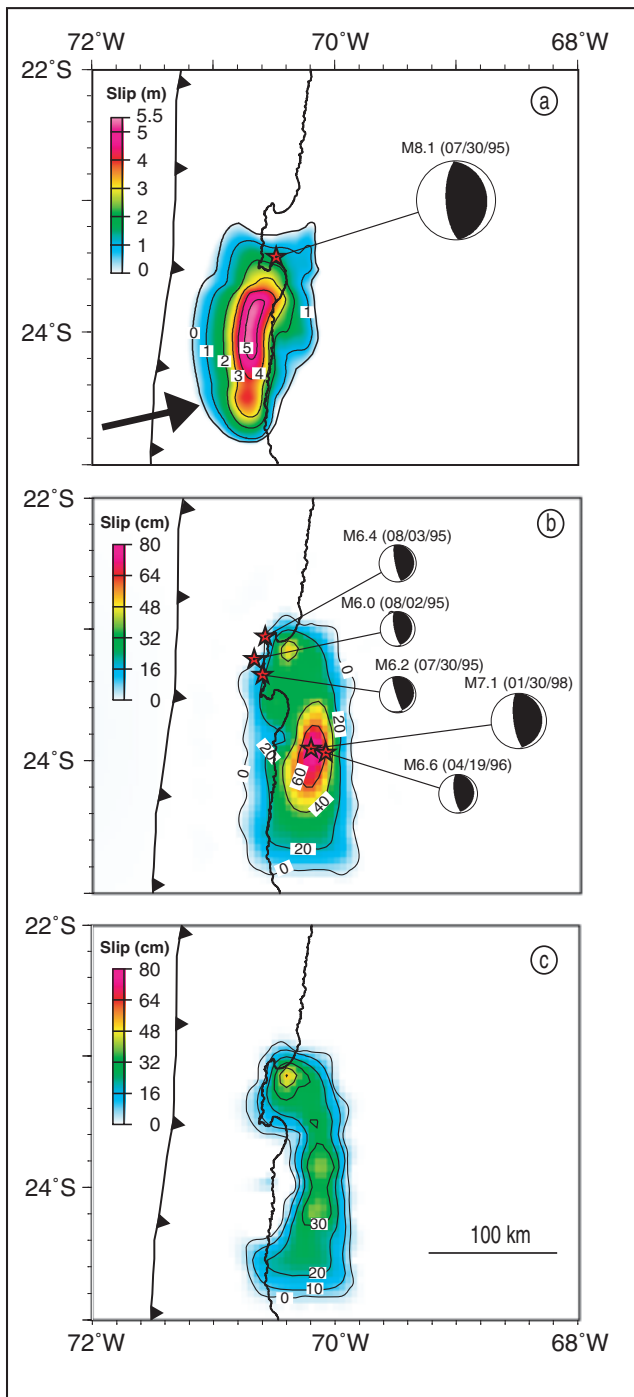 72˚W 70˚W 68˚W
22˚S
Slip (m)
5.5
5
4
3
2
1
0
a
M8.1 (07/30/95)
24˚S
0
1
2
3
4
5
1
22˚S
Slip (cm)
80
64
48
32
16
0
b
M6.4 (08/03/95)
M6.0 (08/02/95)
M6.2 (07/30/95)
M7.1 (01/30/98)
M6.6 (04/19/96)
24˚S
0
20
20
0
60
40
20
0
22˚S
Slip (cm)
80
64
48
32
16
0
c
24˚S
30
20
10
0
100 km
72˚W 70˚W 68˚W